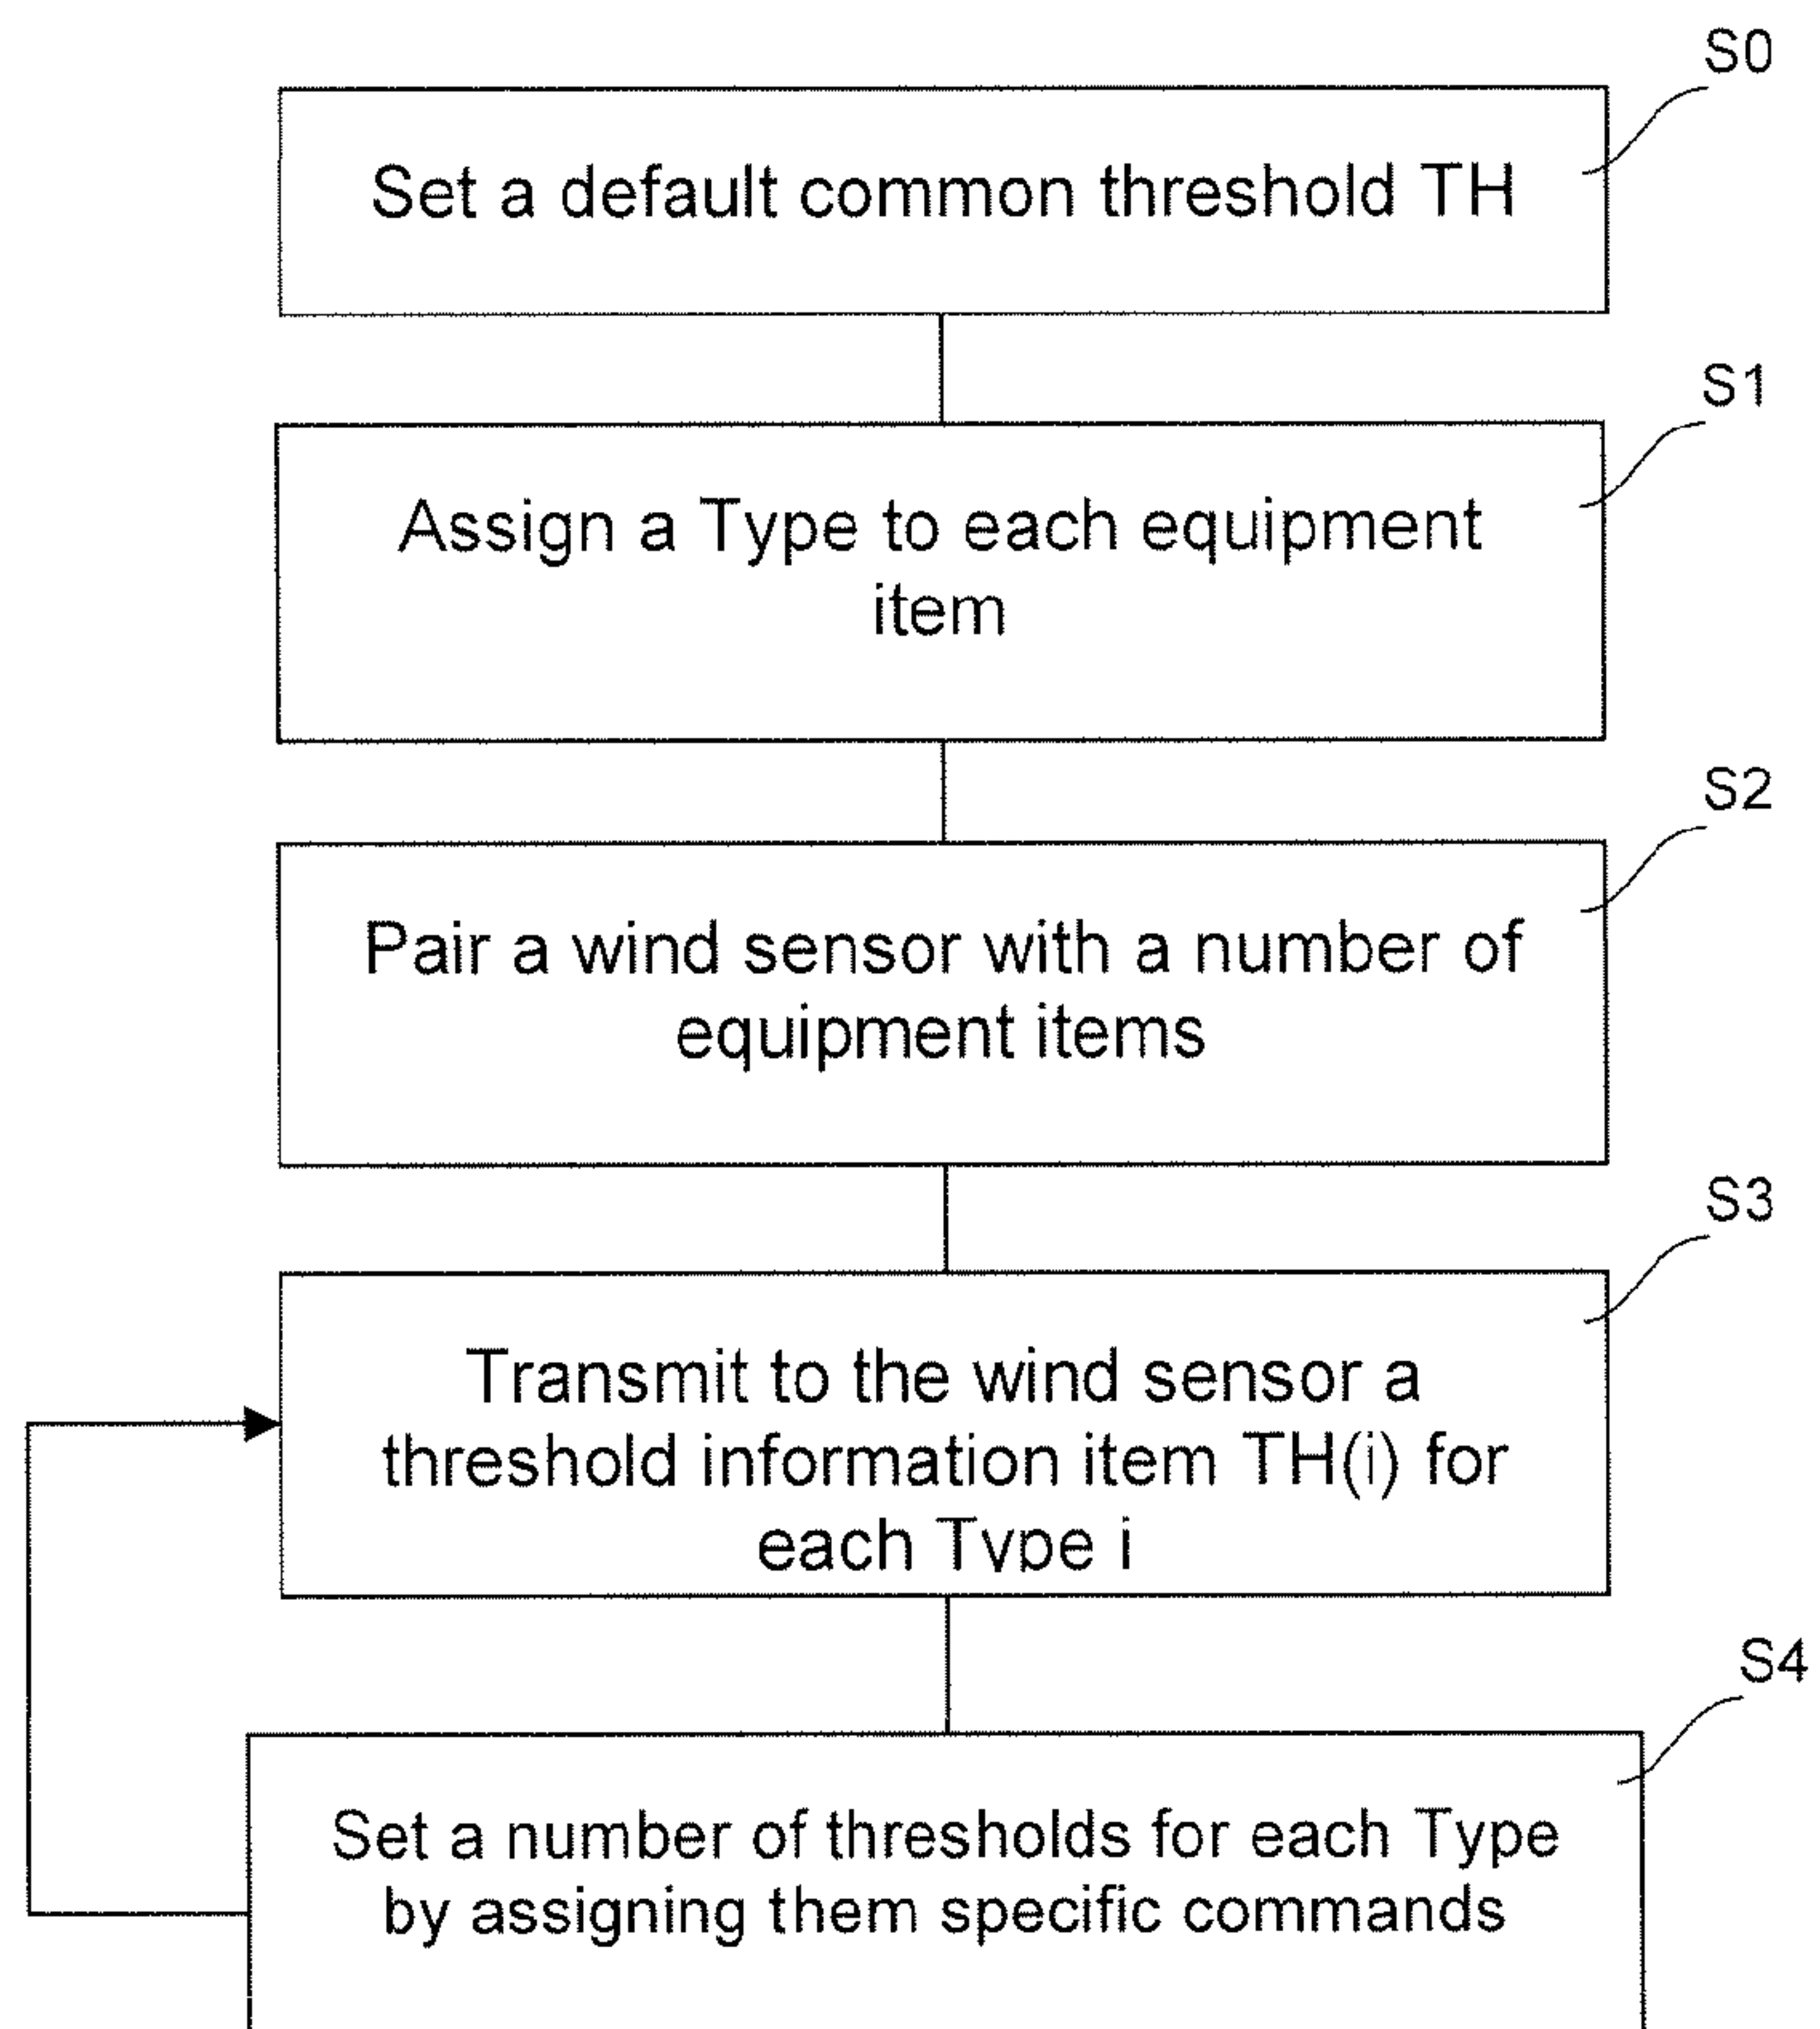 S0
Set a default common threshold TH
S1
Assign a Type to each equipment
item
S2
Pair a wind sensor with a number of
equipment items
S3
Transmit to the wind sensor a
threshold information item TH(i) for
each Type i
S4
Set a number of thresholds for each Type
by assigning them specific commands